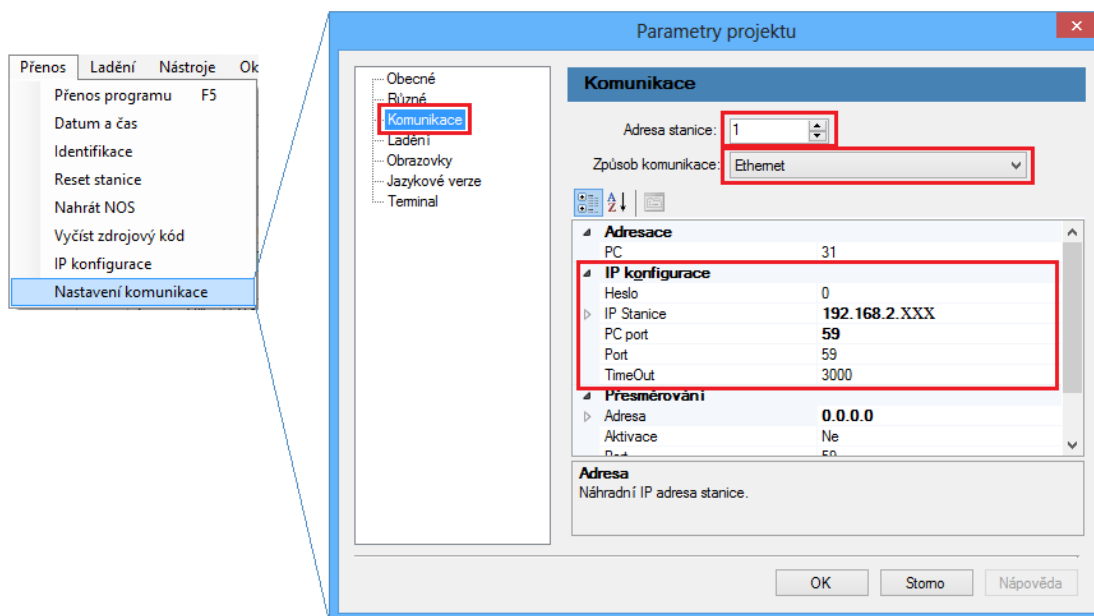 Přenos Ladění Nástroje Ok
Přenos programu F5
Datum a čas
Identifikace
Reset stanice
Nahrát NOS
Vyčíst zdrojový kód
IP konfigurace
Nastavení komunikace
Parametry projektu
Obecné
Různé
Komunikace
Ladění
Obrazovky
Jazykové verze
Terminal
Komunikace
Adresa stanice: 1
Způsob komunikace: Ethernet
Adresace
PC 31
IP konfigurace
Heslo 0
IP Stanice 192.168.2.XXX
PC port 59
Port 59
TimeOut 3000
Přesměrování
Adresa 0.0.0.0
Aktivace Ne
Port 59
Adresa
Náhradní IP adresa stanice.
OK Storno Nápověda